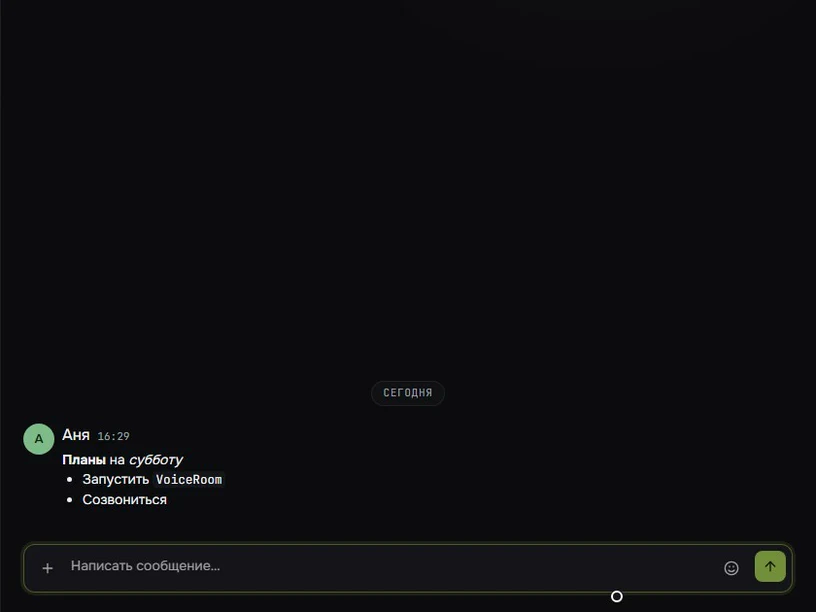 СЕГОДНЯ
А
Аня 16:29
Планы на субботу
Запустить VoiceRoom
Созвониться
Написать сообщение...